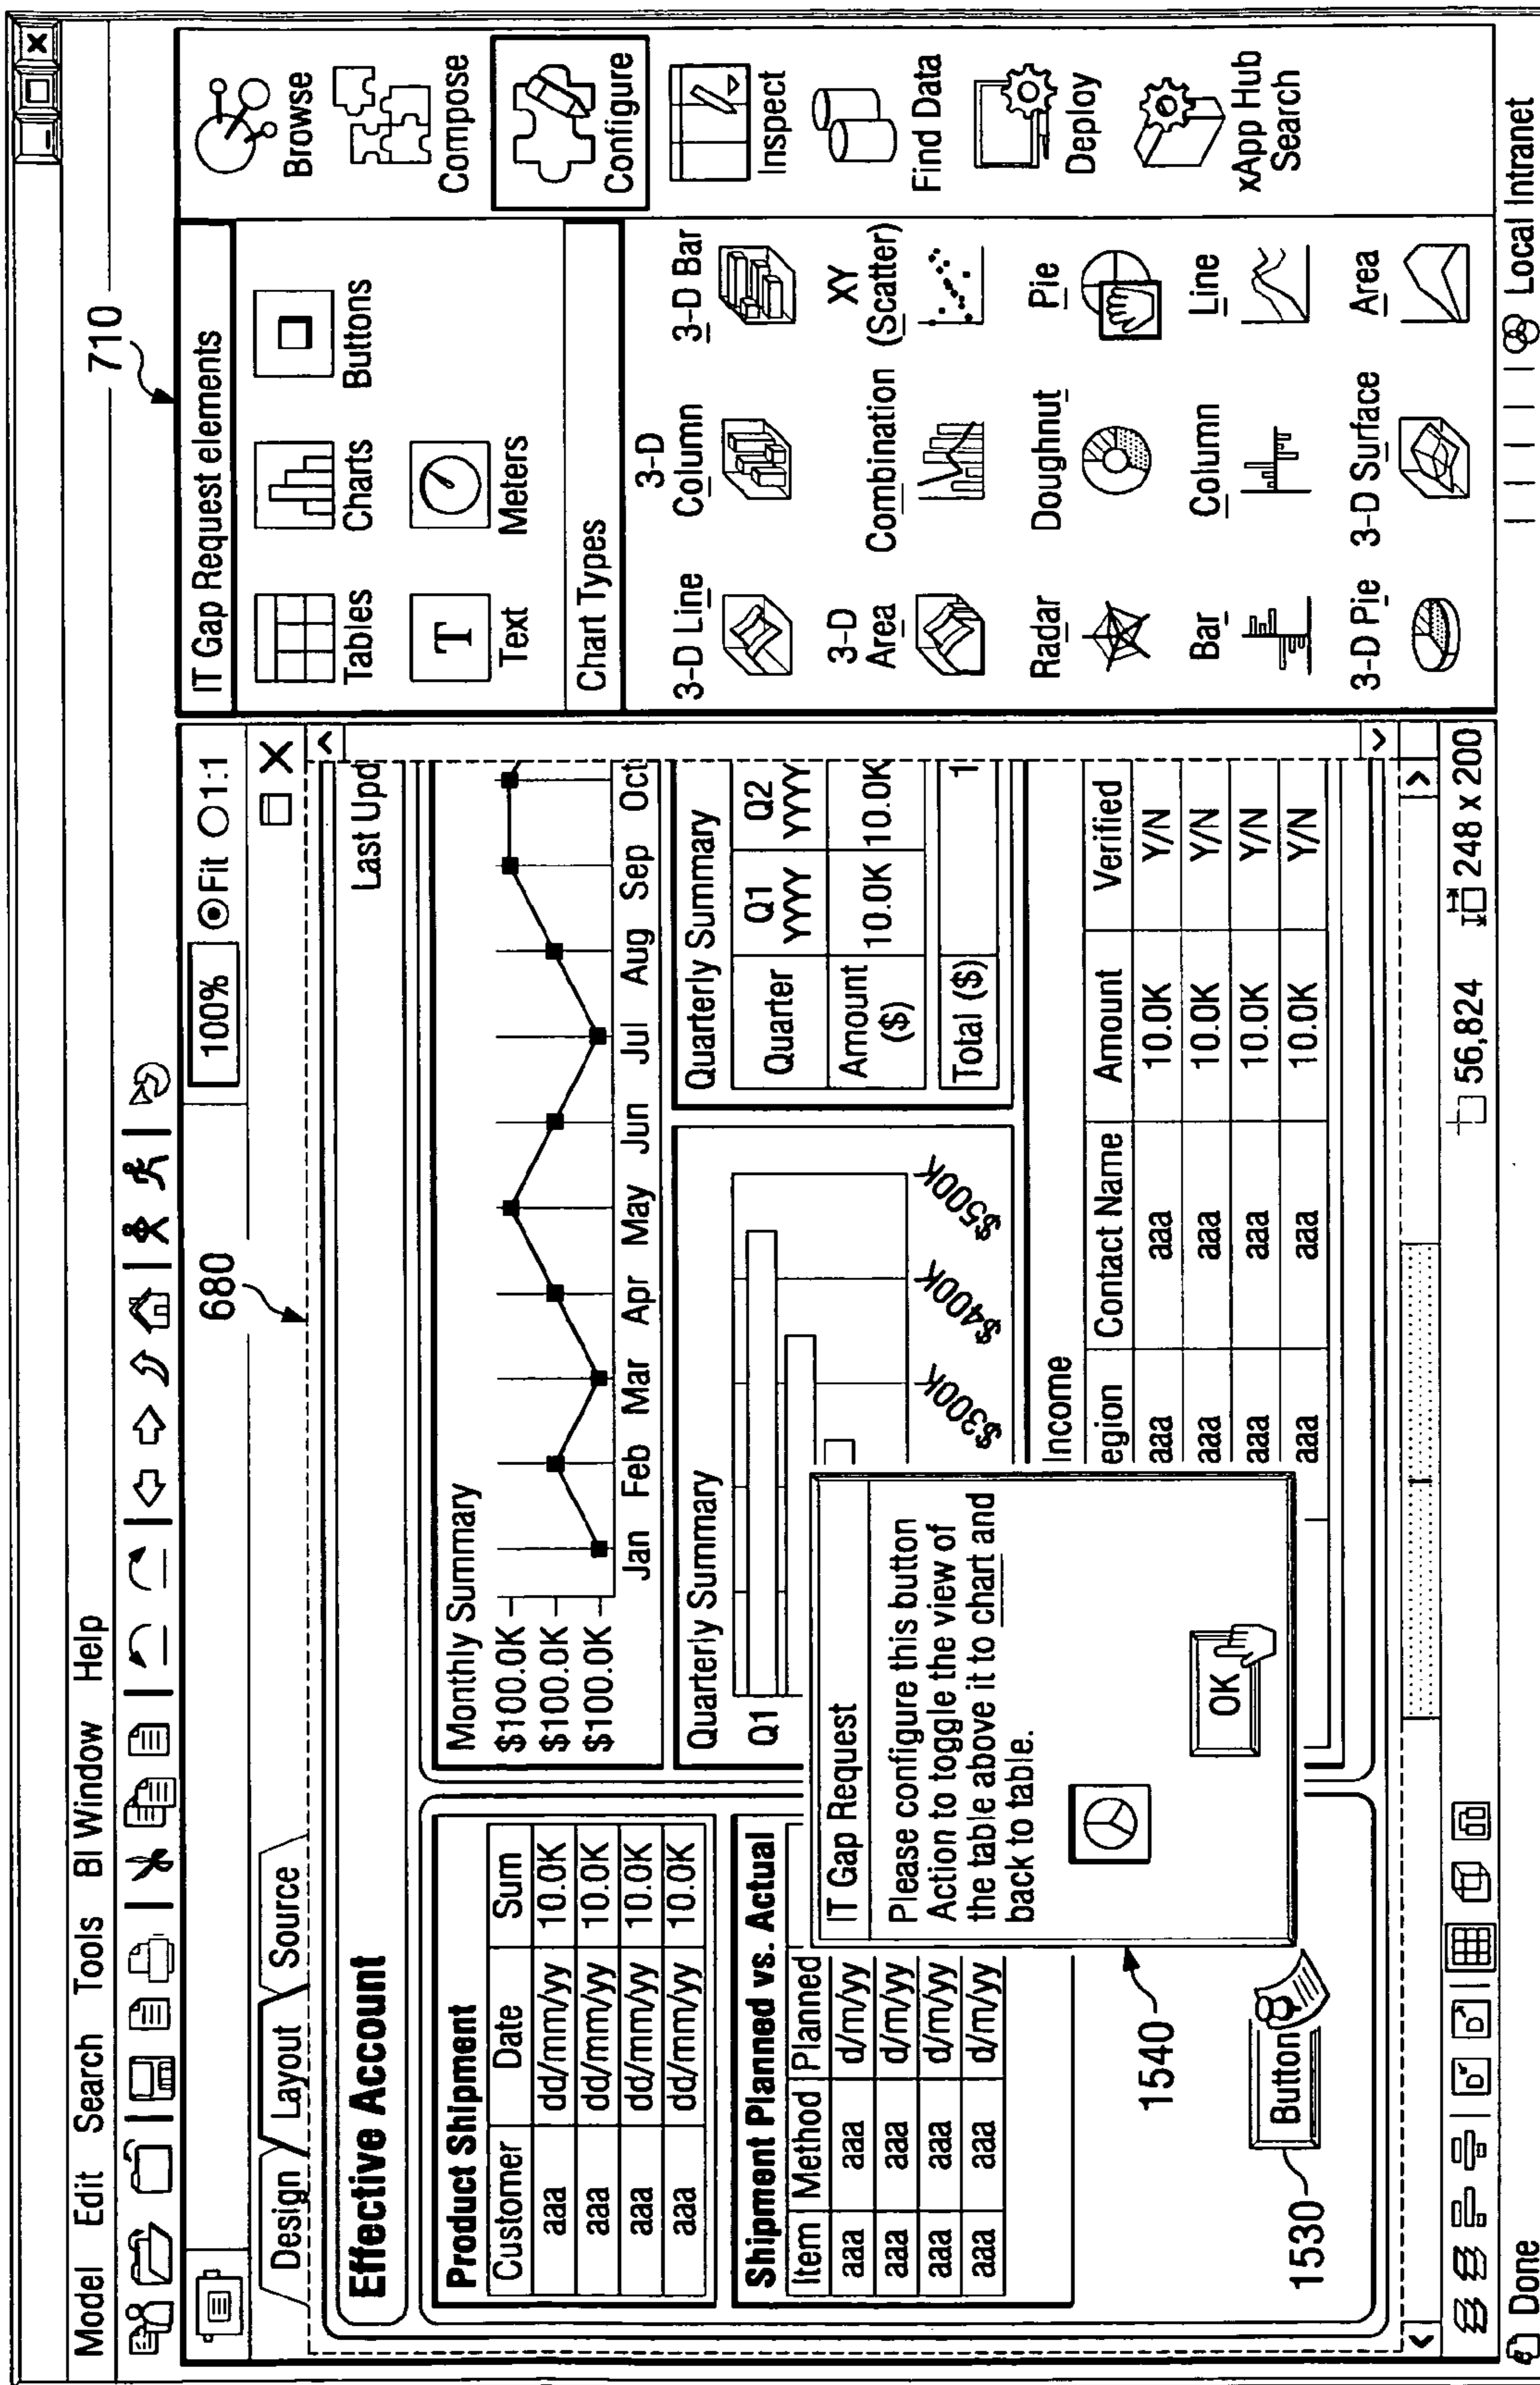 Model Edit Search Tools BI Window Help
710
680
100% Fit 1:1
Design Layout Source
Effective Account
Last Upd
Product Shipment
Customer Date Sum
aaa dd/mm/yy 10.0K
aaa dd/mm/yy 10.0K
aaa dd/mm/yy 10.0K
aaa dd/mm/yy 10.0K
Shipment Planned vs. Actual
Item Method Planned
aaa aaa d/m/yy
aaa aaa d/m/yy
aaa aaa d/m/yy
aaa aaa d/m/yy
1540
1530
Button
Monthly Summary
$100.0K
$100.0K
$100.0K
Jan Feb Mar Apr May Jun Jul Aug Sep Oct
Quarterly Summary
Q1
$300K $400K $500K
Quarterly Summary
Quarter Q1 YYYY Q2 YYYY
Amount ($) 10.0K 10.0K
Total ($) 1
IT Gap Request
Please configure this button
Action to toggle the view of
the table above it to chart and
back to table.
OK
Income
egion Contact Name Amount Verified
aaa aaa 10.0K Y/N
aaa aaa 10.0K Y/N
aaa aaa 10.0K Y/N
aaa aaa 10.0K Y/N
IT Gap Request elements
Tables Charts Buttons
T
Text Meters
Chart Types
3-D Line 3-D Column 3-D Bar
3-D Area Combination XY (Scatter)
Radar Doughnut Pie
Bar Column Line
3-D Pie 3-D Surface Area
Browse
Compose
Configure
Inspect
Find Data
Deploy
xApp Hub
Search
56,824 248 x 200
Done Local Intranet